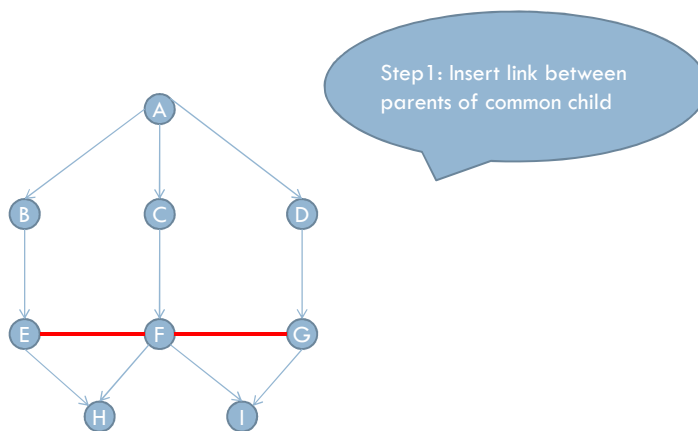 Step1: Insert link between
parents of common child
A
B C D
E F G
H I